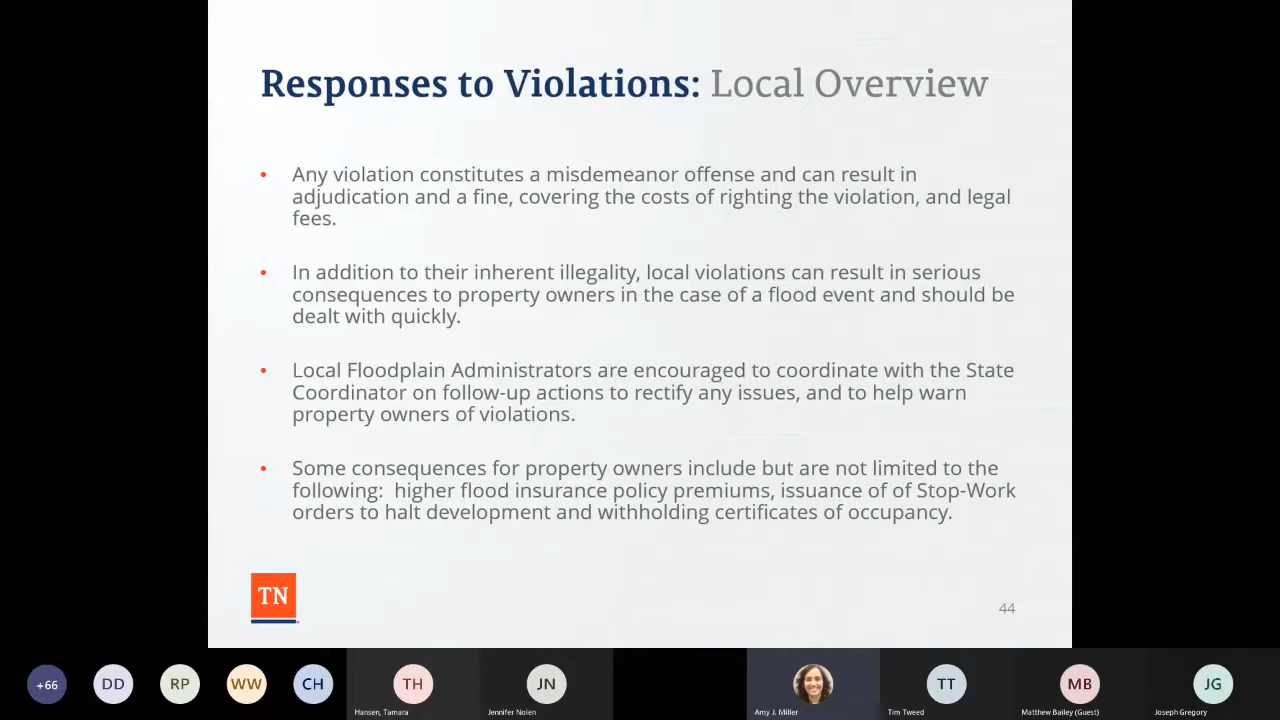 Responses to Violations: Local Overview
• Any violation constitutes a misdemeanor offense and can result in
adjudication and a fine, covering the costs of righting the violation, and legal
fees.
• In addition to their inherent illegality, local violations can result in serious
consequences to property owners in the case of a flood event and should be
dealt with quickly.
• Local Floodplain Administrators are encouraged to coordinate with the State
Coordinator on follow-up actions to rectify any issues, and to help warn
property owners of violations.
• Some consequences for property owners include but are not limited to the
following:  higher flood insurance policy premiums, issuance of of Stop-Work
orders to halt development and withholding certificates of occupancy.
TN
44
+66 DD RP WW CH TH JN TT MB JG
Hansen, Tamara Jennifer Nolen Amy J. Miller Tim Tweed Matthew Bailey (Guest) Joseph Gregory